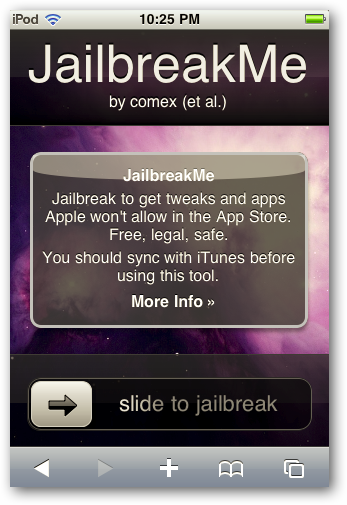 iPod 10:25 PM
JailbreakMe
by comex (et al.)
JailbreakMe
Jailbreak to get tweaks and apps
Apple won't allow in the App Store.
Free, legal, safe.
You should sync with iTunes before
using this tool.
More Info »
slide to jailbreak